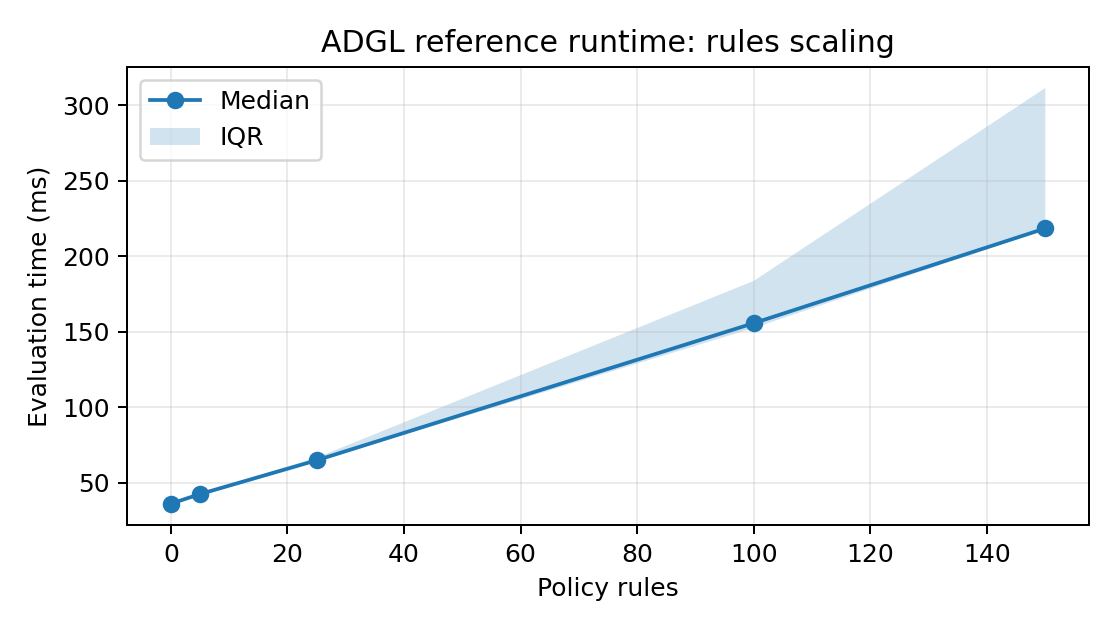 ADGL reference runtime: rules scaling
Median
IQR
Evaluation time (ms)
300
250
200
150
100
50
0 20 40 60 80 100 120 140
Policy rules